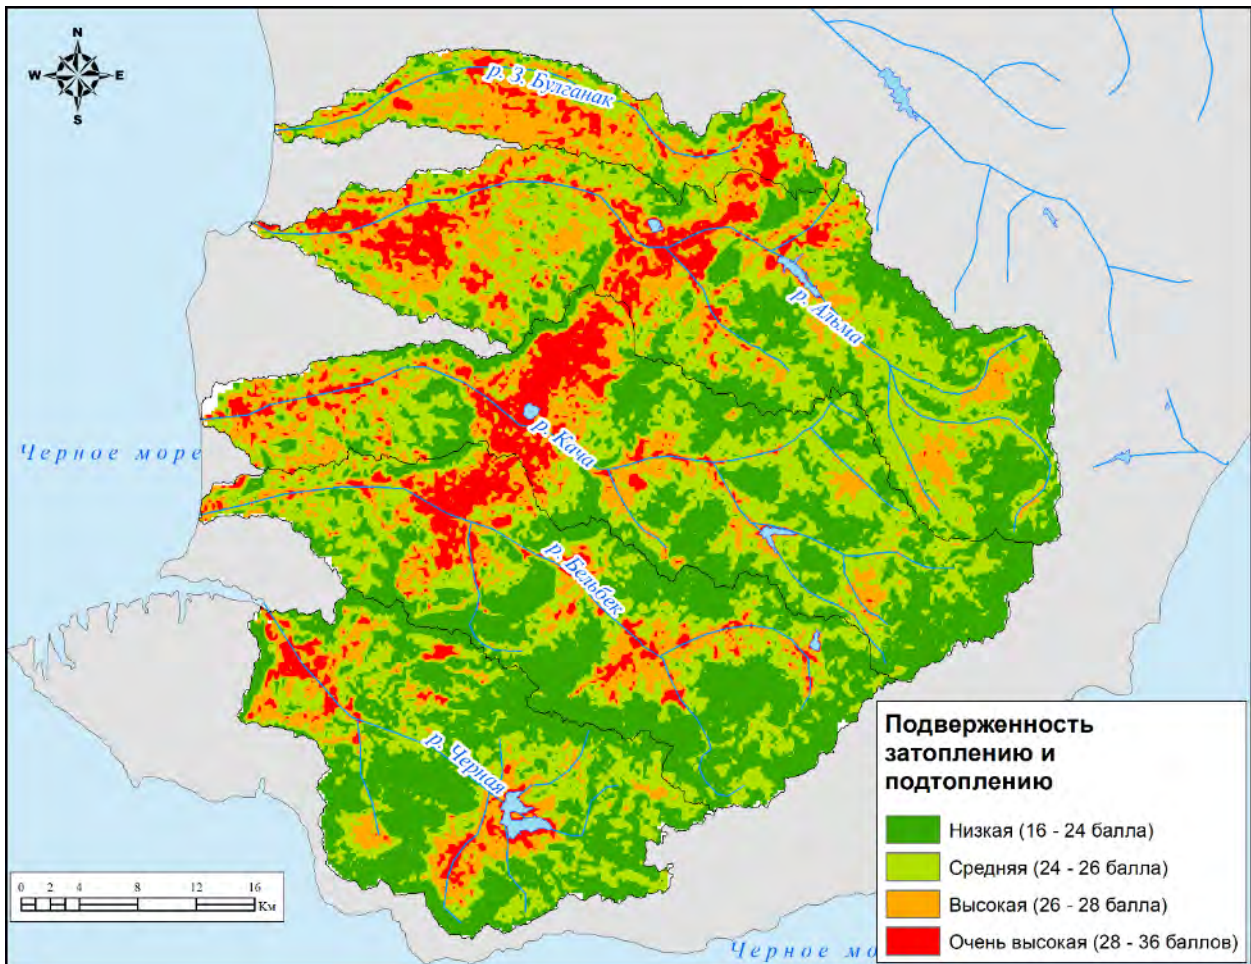 N
W E
S
р. З. Булганак
р. Альма
р. Кача
Черное море
р. Бельбек
р. Черная
Подверженность
затоплению и
подтоплению
Низкая (16 - 24 балла)
Средняя (24 - 26 балла)
Высокая (26 - 28 балла)
Очень высокая (28 - 36 баллов)
0 2 4 8 12 16
Км
Черное мо